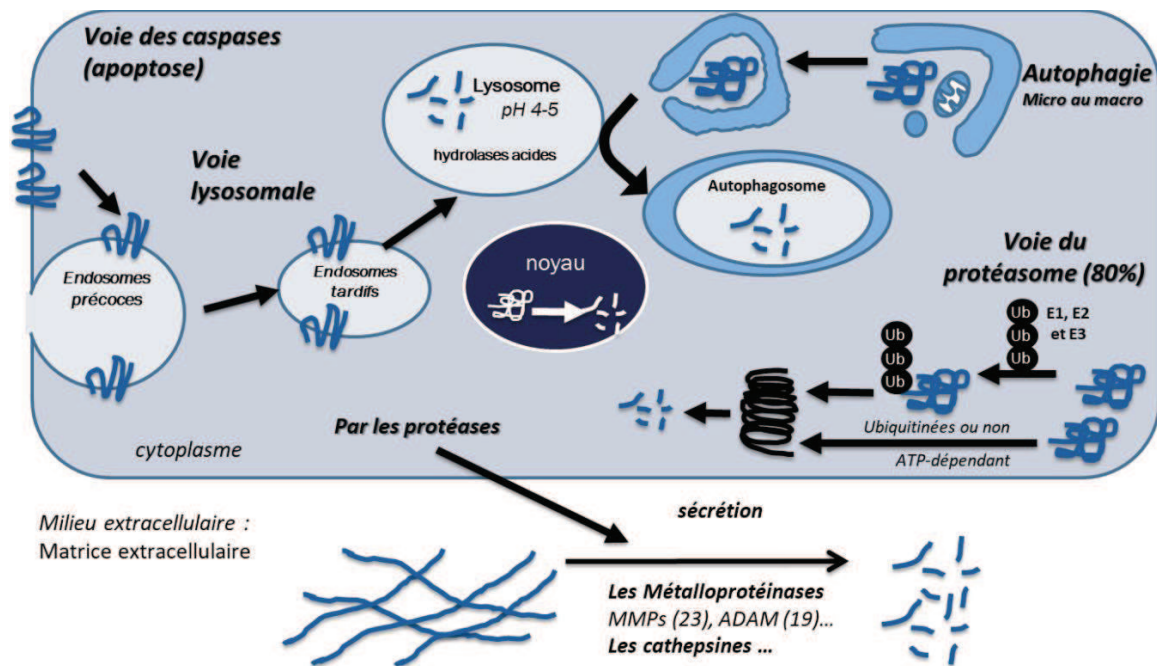 Voie des caspases
(apoptose)
Lysosome
pH 4-5
hydrolases acides
Autophagie
Micro au macro
Voie
lysosomale
Autophagosome
Endosomes
précoces
Endosomes
tardifs
noyau
Voie du
protéasome (80%)
Ub
Ub
Ub
E1, E2
et E3
Ub
Ub
Ub
Ubiquitinées ou non
ATP-dépendant
Par les protéases
cytoplasme
sécrétion
Milieu extracellulaire :
Matrice extracellulaire
Les Métalloprotéinases
MMPs (23), ADAM (19)...
Les cathepsines ...